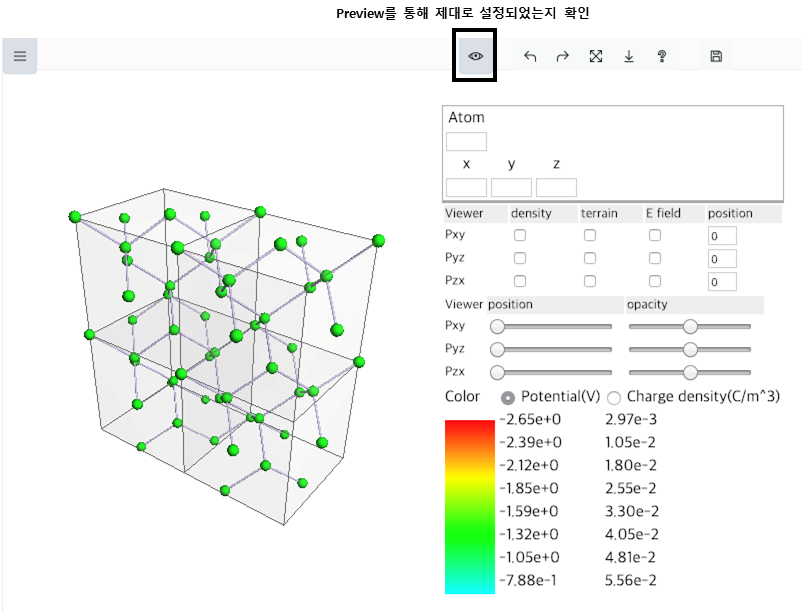 Preview를 통해 제대로 설정되었는지 확인
Atom
x y z
Viewer density terrain E field position
Pxy 0
Pyz 0
Pzx 0
Viewer position opacity
Pxy
Pyz
Pzx
Color Potential(V) Charge density(C/m^3)
-2.65e+0 2.97e-3
-2.39e+0 1.05e-2
-2.12e+0 1.80e-2
-1.85e+0 2.55e-2
-1.59e+0 3.30e-2
-1.32e+0 4.05e-2
-1.05e+0 4.81e-2
-7.88e-1 5.56e-2